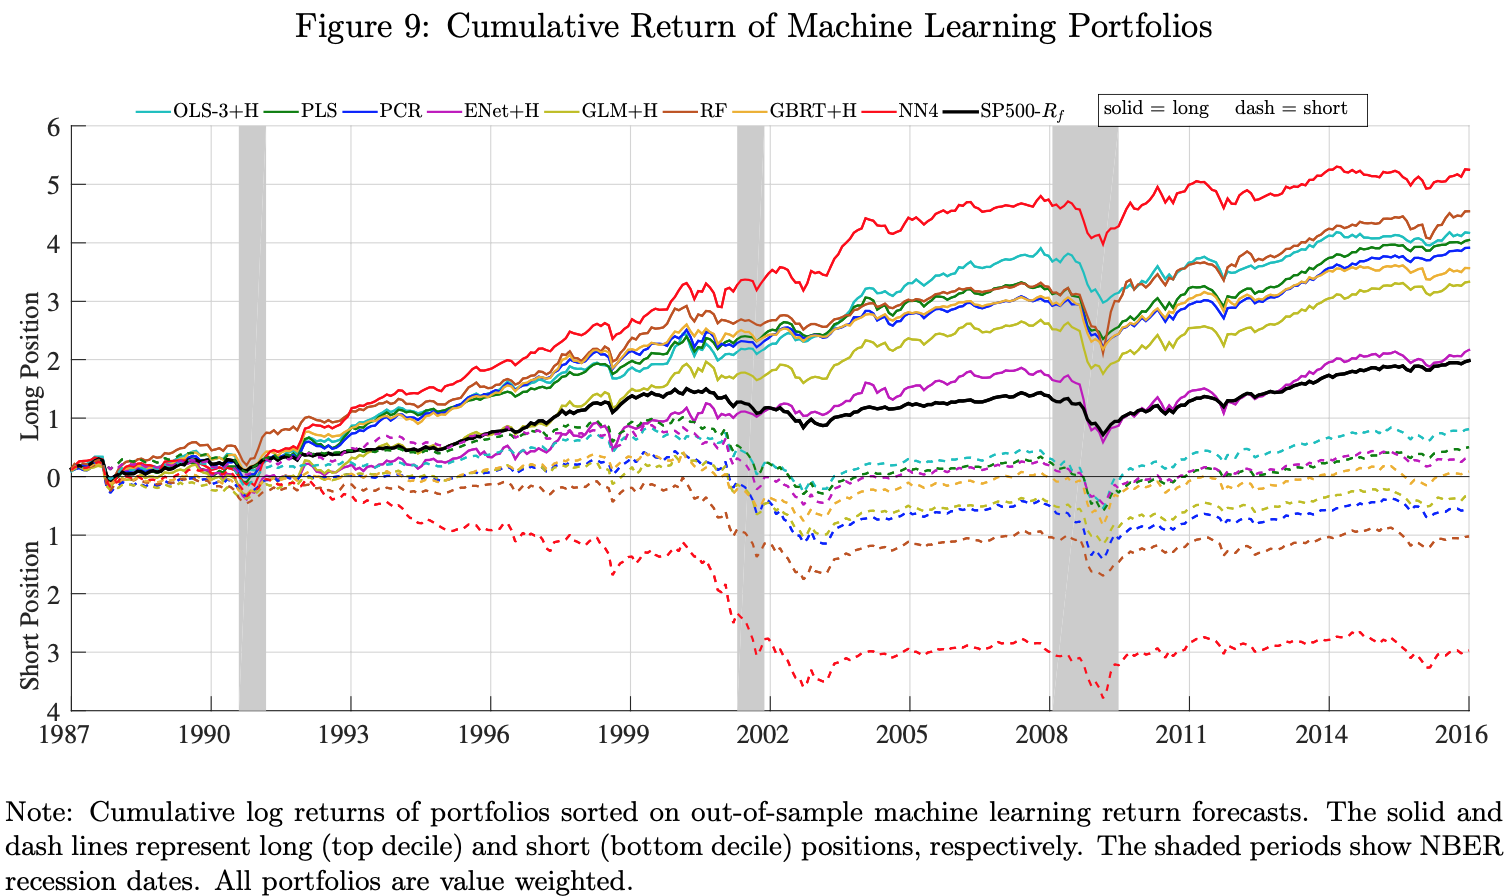 Figure 9: Cumulative Return of Machine Learning Portfolios
OLS-3+H PLS PCR ENet+H GLM+H RF GBRT+H NN4 SP500-Rf
solid = long dash = short
6
5
4
3
2
1
0
1
2
3
4
Long Position
Short Position
1987 1990 1993 1996 1999 2002 2005 2008 2011 2014 2016
Note: Cumulative log returns of portfolios sorted on out-of-sample machine learning return forecasts. The solid and
dash lines represent long (top decile) and short (bottom decile) positions, respectively. The shaded periods show NBER
recession dates. All portfolios are value weighted.